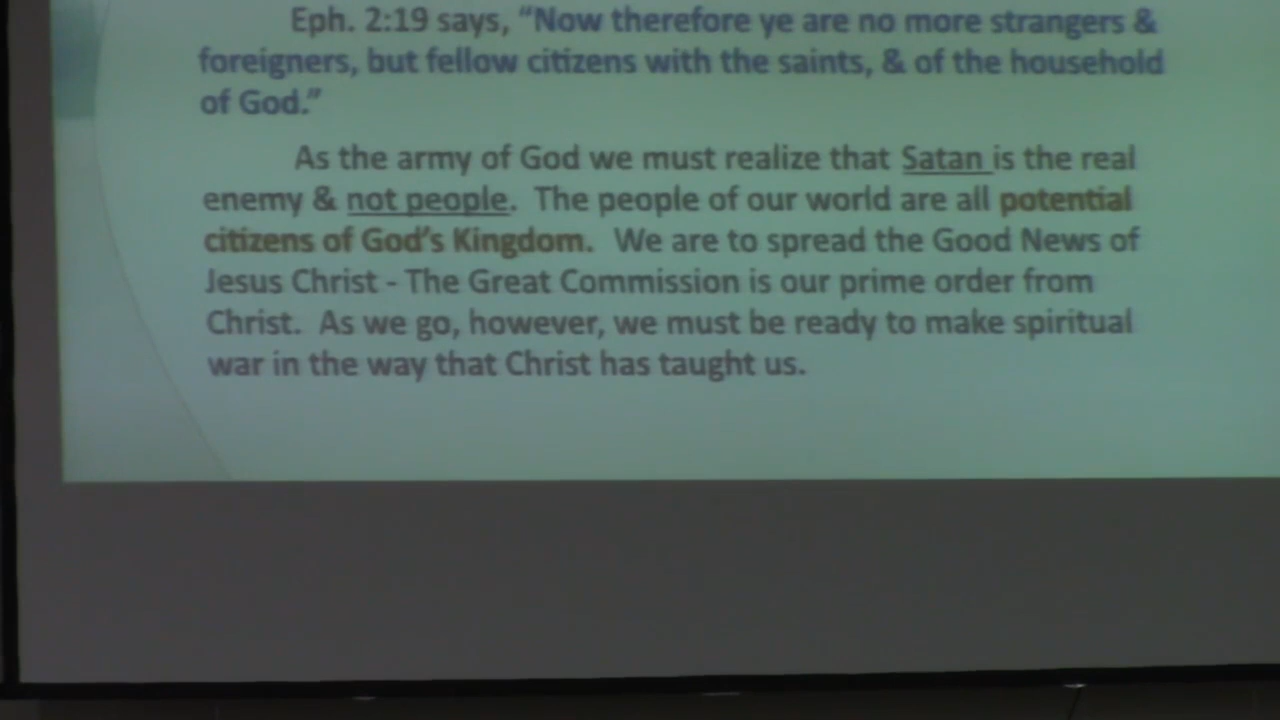 Eph. 2:19 says, “Now therefore ye are no more strangers &
foreigners, but fellow citizens with the saints, & of the household
of God.”
As the army of God we must realize that Satan is the real
enemy & not people. The people of our world are all potential
citizens of God’s Kingdom. We are to spread the Good News of
Jesus Christ - The Great Commission is our prime order from
Christ. As we go, however, we must be ready to make spiritual
war in the way that Christ has taught us.